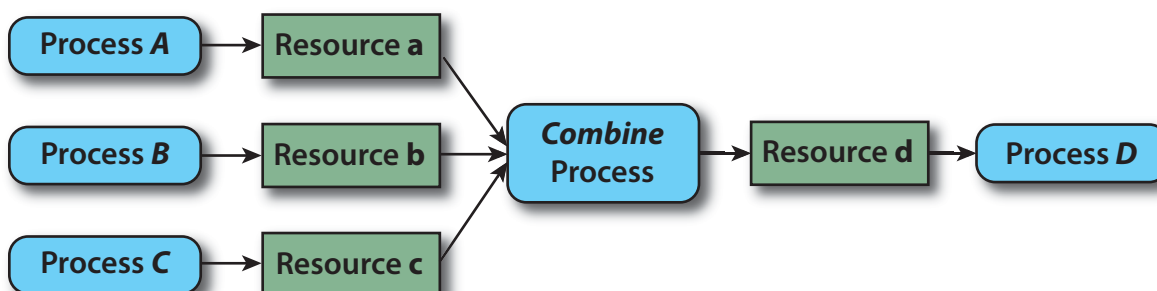 Process A
Resource a
Process B
Resource b
Combine
Process
Resource d
Process D
Process C
Resource c